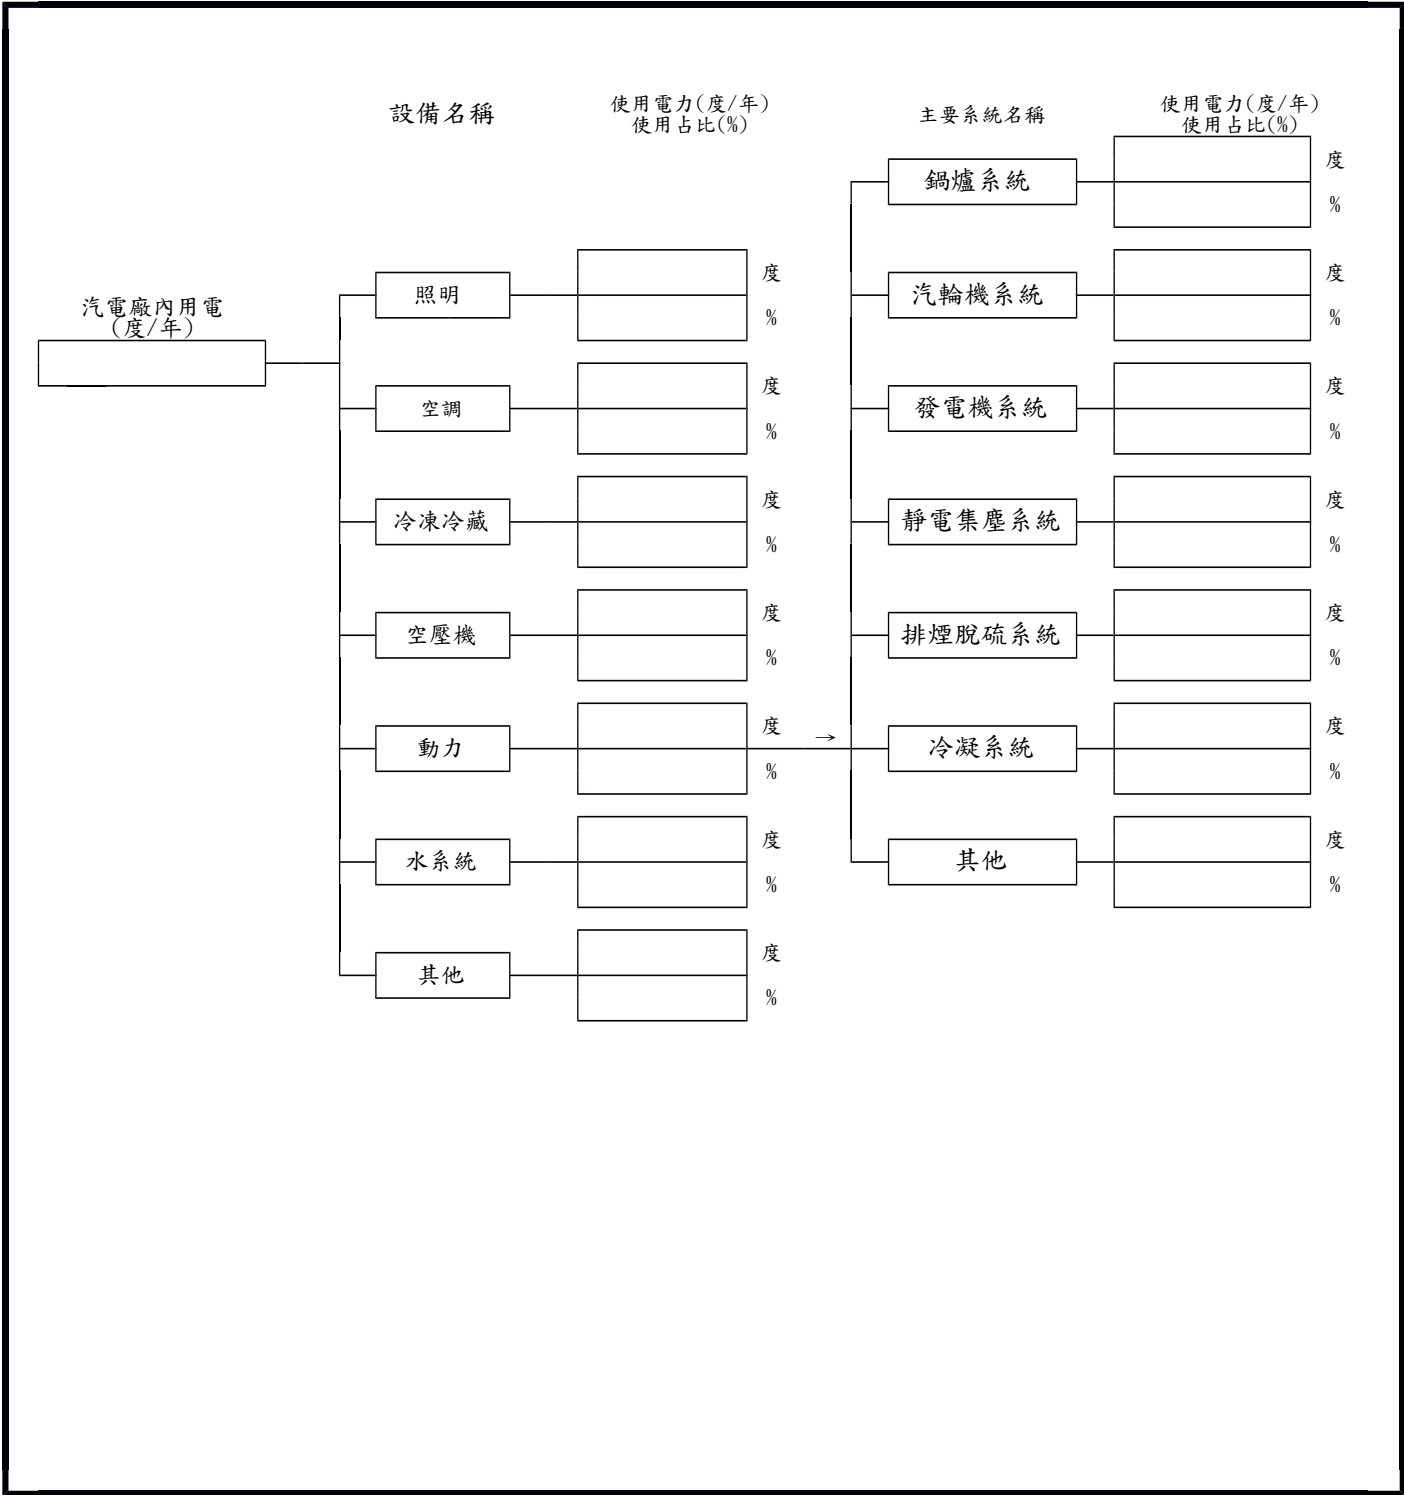 設備名稱
使用電力(度/年)
使用占比(%)
主要系統名稱
使用電力(度/年)
使用占比(%)
汽電廠內用電
(度/年)
照明
度
%
空調
度
%
冷凍冷藏
度
%
空壓機
度
%
動力
度
%
→
水系統
度
%
其他
度
%
鍋爐系統
度
%
汽輪機系統
度
%
發電機系統
度
%
靜電集塵系統
度
%
排煙脫硫系統
度
%
冷凝系統
度
%
其他
度
%